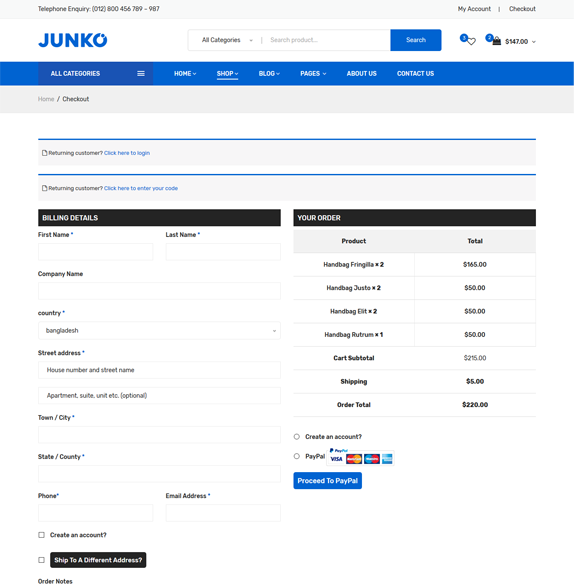 Telephone Enquiry: (012) 800 456 789 – 987
My Account | Checkout
JUNKO
All Categories | Search product... Search
3 2 $147.00
ALL CATEGORIES HOME SHOP BLOG PAGES ABOUT US CONTACT US
Home / Checkout
Returning customer? Click here to login
Returning customer? Click here to enter your code
BILLING DETAILS
First Name * Last Name *
Company Name
country *
bangladesh
Street address *
House number and street name
Apartment, suite, unit etc. (optional)
Town / City *
State / County *
Phone* Email Address *
Create an account?
Ship To A Different Address?
Order Notes
YOUR ORDER
Product Total
Handbag Fringilla × 2 $165.00
Handbag Justo × 2 $50.00
Handbag Elit × 2 $50.00
Handbag Rutrum × 1 $50.00
Cart Subtotal $215.00
Shipping $5.00
Order Total $220.00
Create an account?
PayPal PayPal VISA
Proceed To PayPal